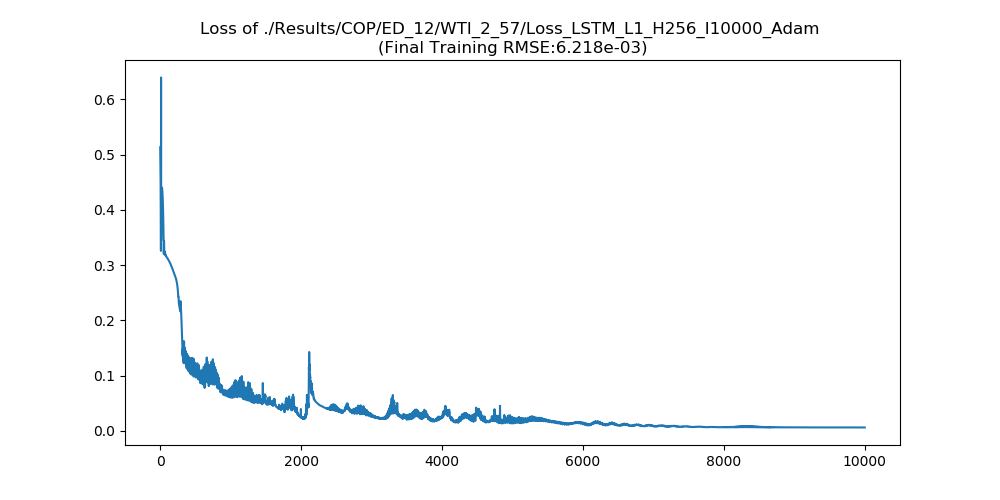 Loss of ./Results/COP/ED_12/WTI_2_57/Loss_LSTM_L1_H256_I10000_Adam
(Final Training RMSE:6.218e-03)
0.6
0.5
0.4
0.3
0.2
0.1
0.0
0 2000 4000 6000 8000 10000